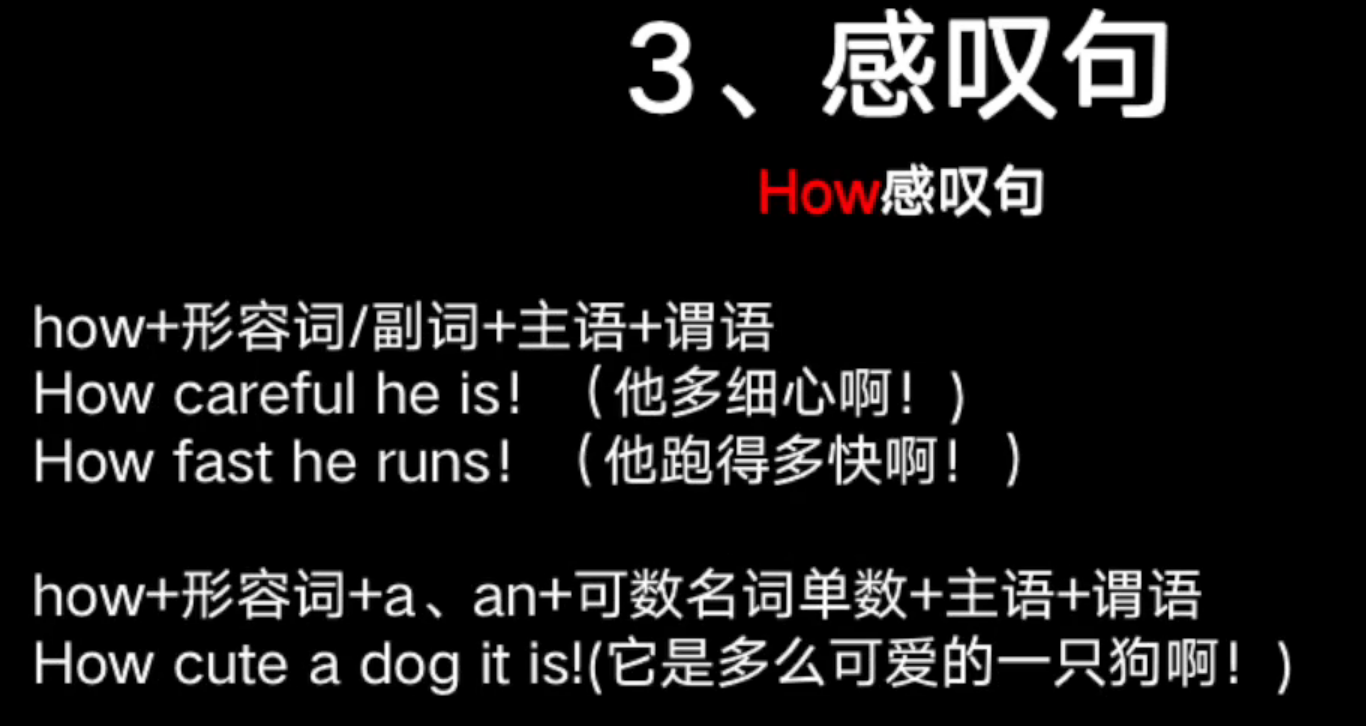 3、感叹句
How感叹句
how+形容词/副词+主语+谓语
How careful he is! （他多细心啊！)
How fast he runs! （他跑得多快啊！）
how+形容词+a、an+可数名词单数+主语+谓语
How cute a dog it is!(它是多么可爱的一只狗啊！)